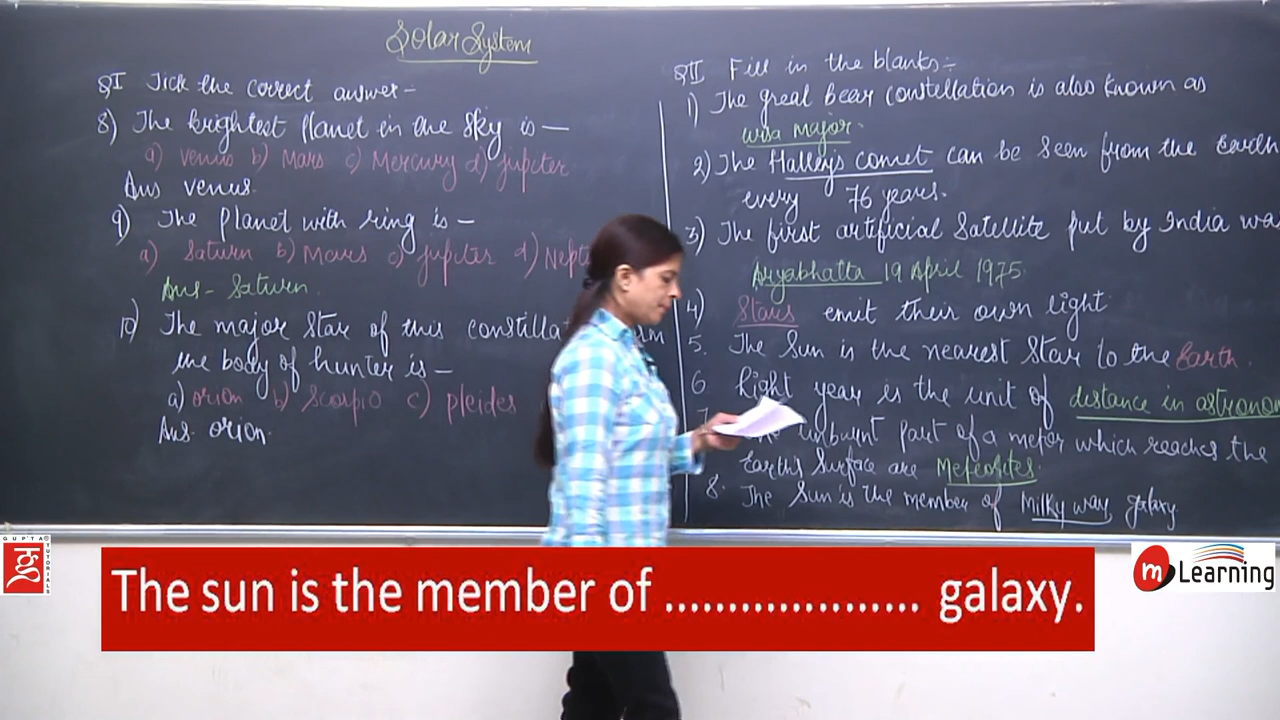 Solar System
QI Tick the correct answer -
8) The brightest planet in the sky is —
a) Venus b) Mars c) Mercury d) Jupiter
Ans venus.
9) The planet with ring is -
a) Saturn b) Mars c) Jupiter d) Nept
Ans - Saturn.
10) The major star of this constillat
the body of hunter is -
a) orion b) Scorpio c) pleides
Ans. orion.
QII Fill in the blanks :-
1) The great bear constellation is also known as
ursa major.
2) The Halley's comet can be seen from the Earth
every 76 years.
3) The first artificial Satellite put by India was
Aryabhatta 19 April 1975.
4) Stars emit their own light
5. The Sun is the nearest Star to the Earth.
6 Light year is the unit of distance in astrono
7 unburnt part of a meteor which reaches the
Earth's Surface are Meteorites.
8. The Sun is the member of Milky way galaxy.
The sun is the member of .................... galaxy.
GUPTA TUTORIALS
m Learning